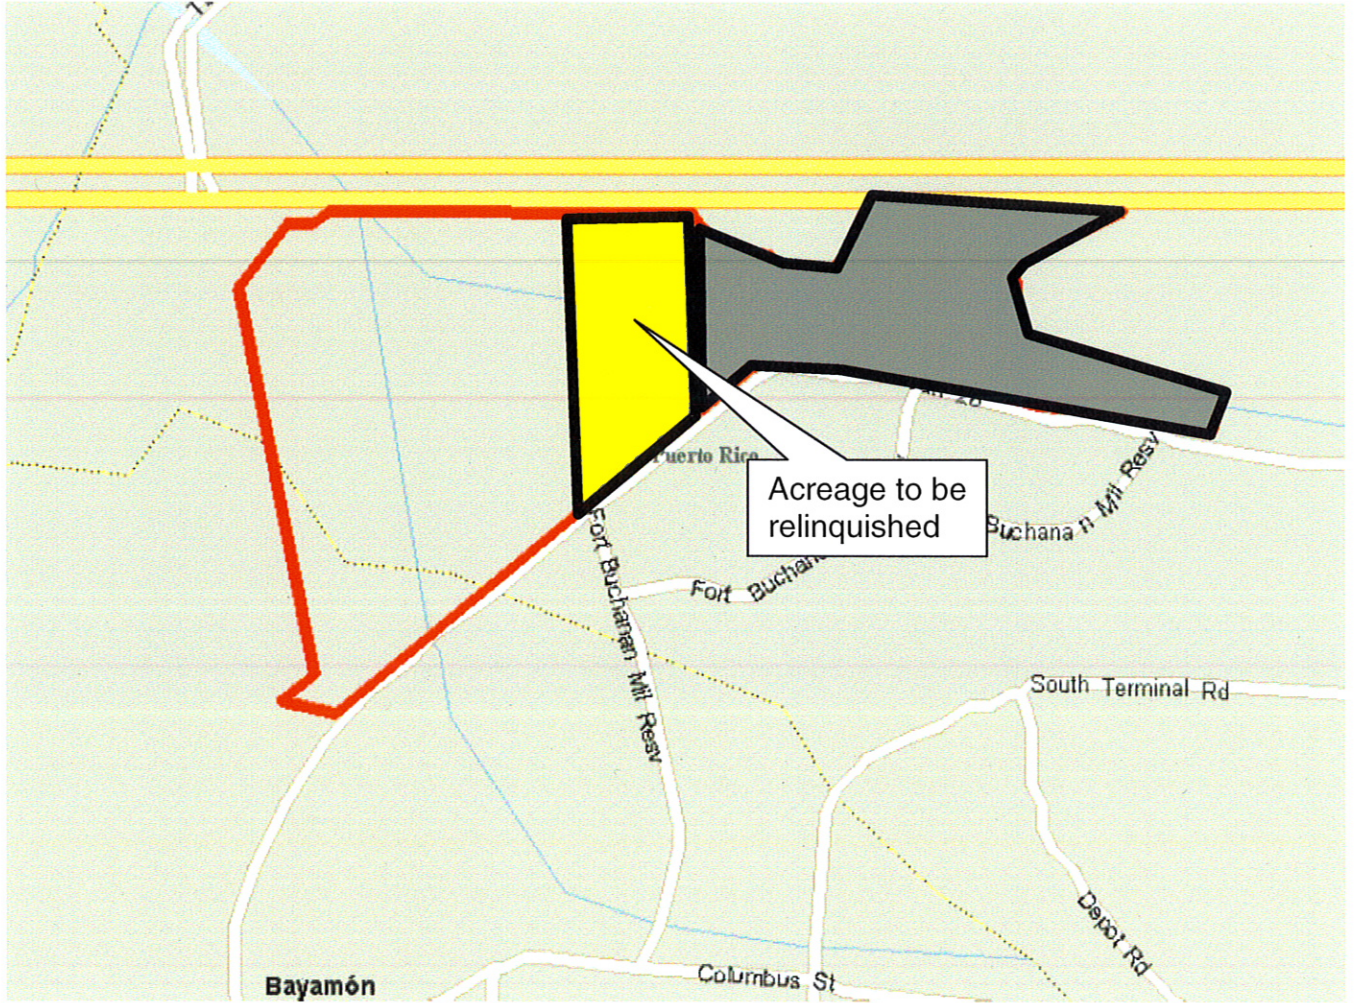 Puerto Rico
Acreage to be
relinquished
Buchanan Mil Resv
Fort Buchan
Fort Buchanan Mil Resv
South Terminal Rd
Depot Rd
Columbus St
Bayamón